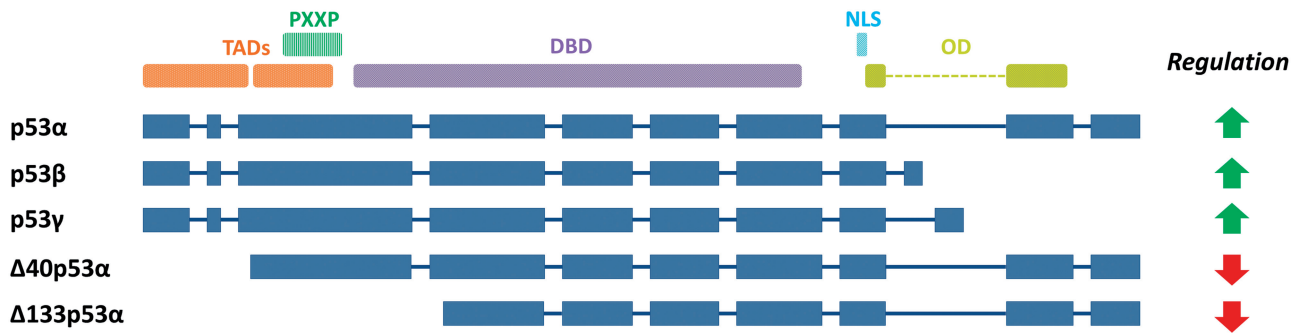 PXXP
NLS
TADs
DBD
OD
Regulation
p53α
p53β
p53γ
Δ40p53α
Δ133p53α